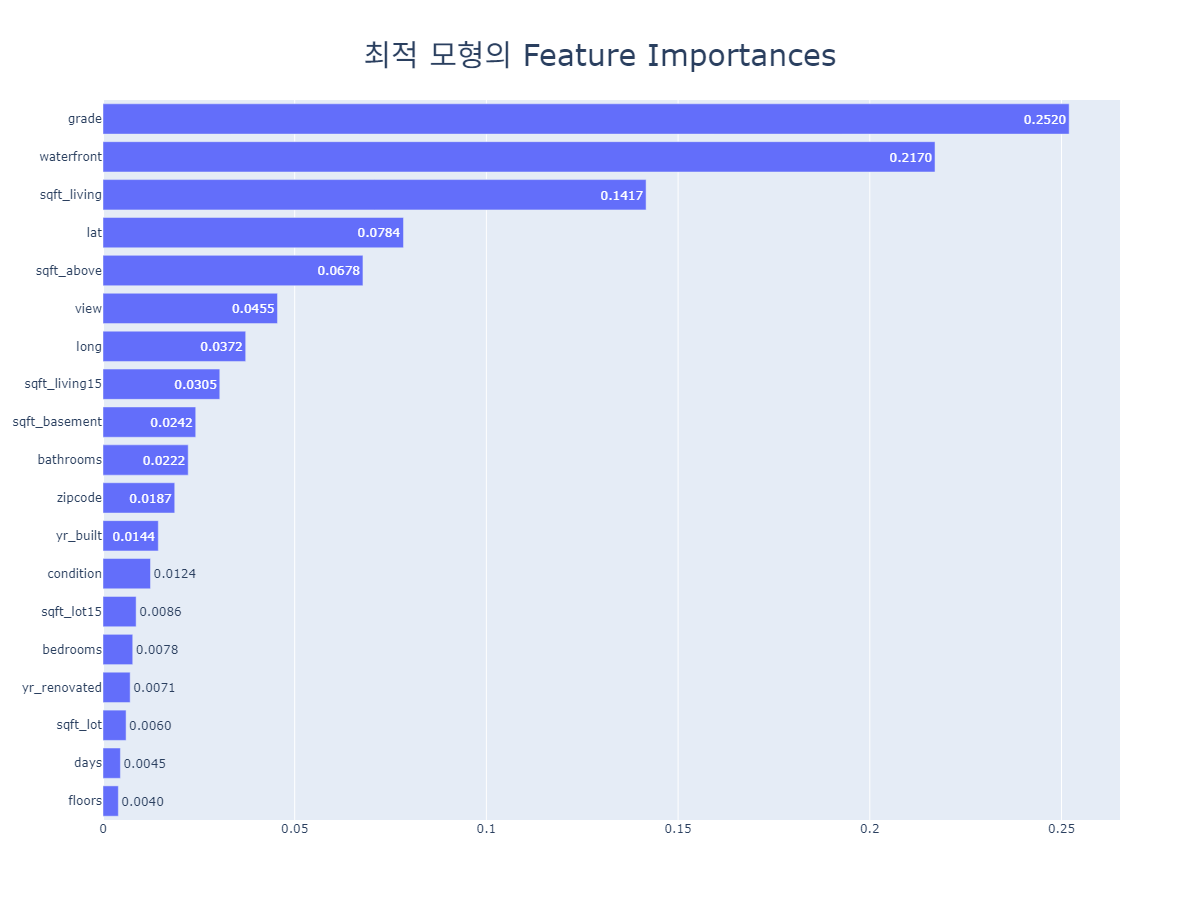 최적 모형의 Feature Importances
grade 0.2520
waterfront 0.2170
sqft_living 0.1417
lat 0.0784
sqft_above 0.0678
view 0.0455
long 0.0372
sqft_living15 0.0305
sqft_basement 0.0242
bathrooms 0.0222
zipcode 0.0187
yr_built 0.0144
condition 0.0124
sqft_lot15 0.0086
bedrooms 0.0078
yr_renovated 0.0071
sqft_lot 0.0060
days 0.0045
floors 0.0040
0 0.05 0.1 0.15 0.2 0.25